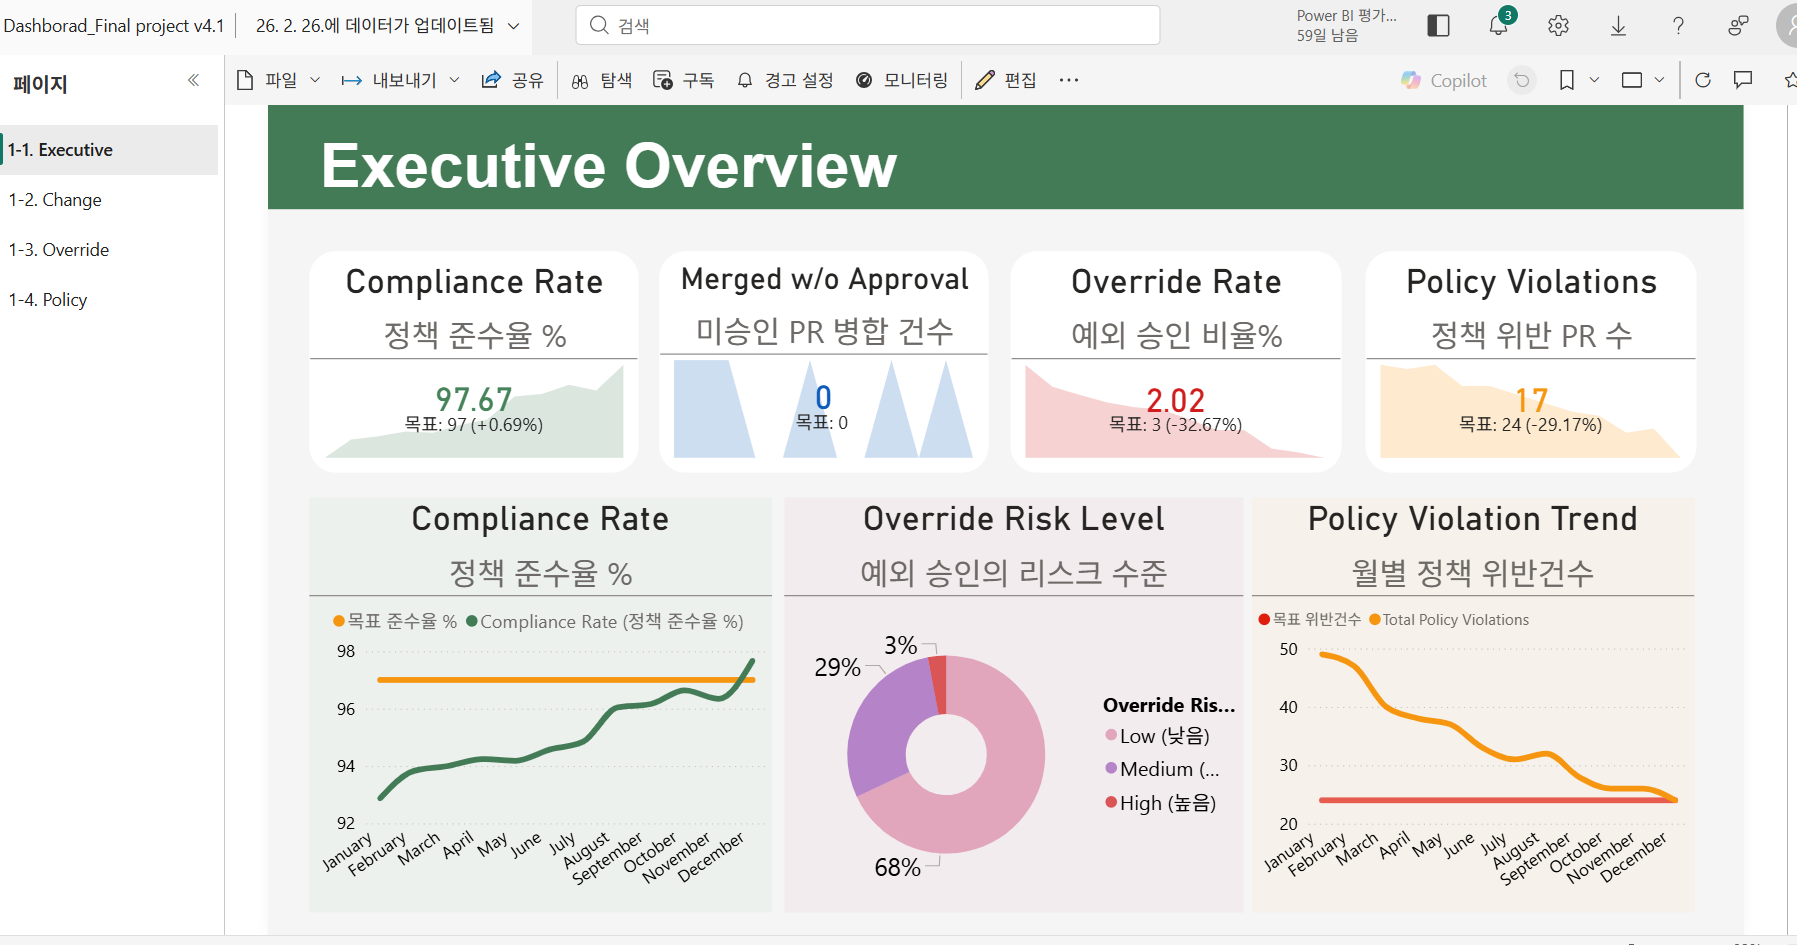 Dashborad_Final project v4.1
26. 2. 26.에 데이터가 업데이트됨
검색
Power BI 평가...
59일 남음
3
페이지
파일
내보내기
공유
탐색
구독
경고 설정
모니터링
편집
Copilot
1-1. Executive
1-2. Change
1-3. Override
1-4. Policy
Executive Overview
Compliance Rate
정책 준수율 %
97.67
목표: 97 (+0.69%)
Merged w/o Approval
미승인 PR 병합 건수
0
목표: 0
Override Rate
예외 승인 비율%
2.02
목표: 3 (-32.67%)
Policy Violations
정책 위반 PR 수
17
목표: 24 (-29.17%)
Compliance Rate
정책 준수율 %
목표 준수율 %
Compliance Rate (정책 준수율 %)
98
96
94
92
January
February
March
April
May
June
July
August
September
October
November
December
Override Risk Level
예외 승인의 리스크 수준
3%
29%
68%
Override Ris...
Low (낮음)
Medium (...
High (높음)
Policy Violation Trend
월별 정책 위반건수
목표 위반건수
Total Policy Violations
50
40
30
20
January
February
March
April
May
June
July
August
September
October
November
December